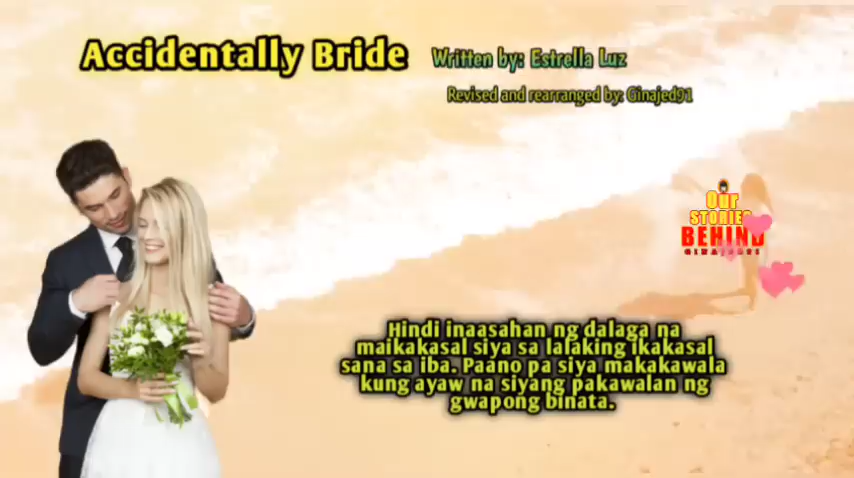 Accidentally Bride
Written by: Estrella Luz
Revised and rearranged by: Ginajed91
Our
STORIES
BEHIND
Hindi inaasahan ng dalaga na
maikakasal siya sa lalaking ikakasal
sana sa iba. Paano pa siya makakawala
kung ayaw na siyang pakawalan ng
gwapong binata.